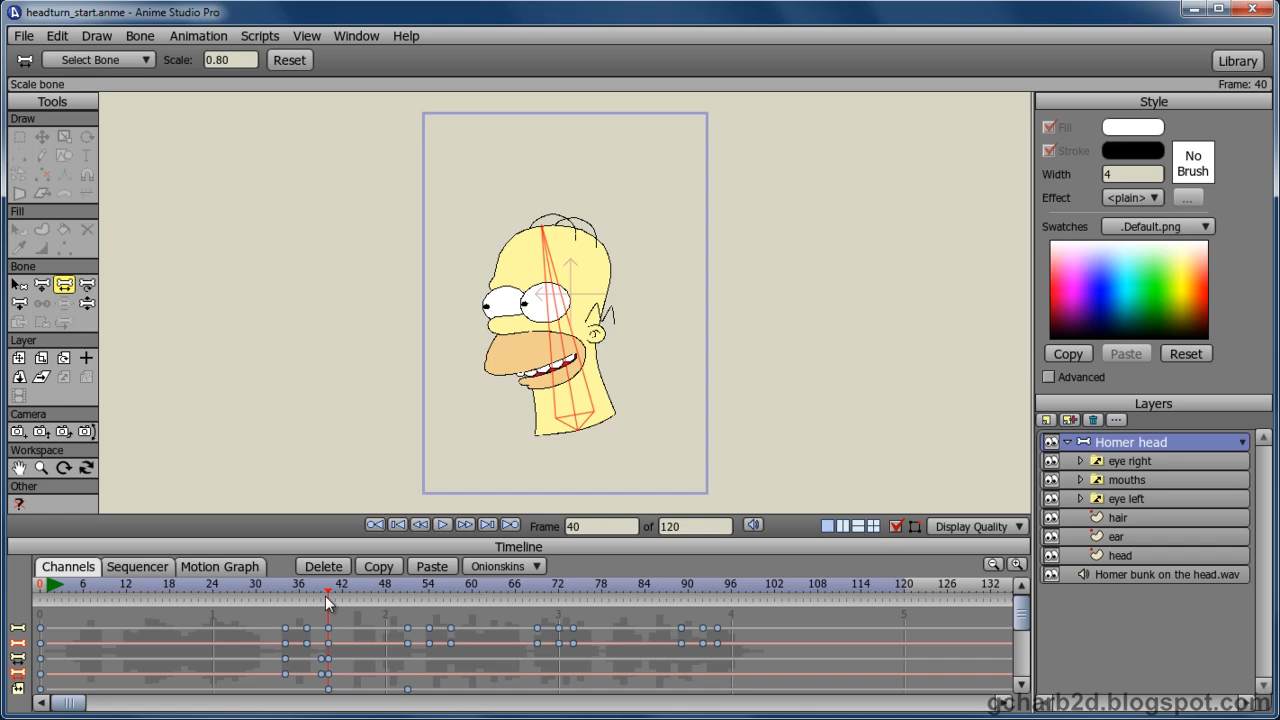 headturn_start.anme - Anime Studio Pro
File Edit Draw Bone Animation Scripts View Window Help
Select Bone Scale: 0.80 Reset Library
Scale bone Frame: 40
Tools
Draw
Fill
Bone
Layer
Camera
Workspace
Other
Style
Fill
Stroke
No
Brush
Width 4
Effect <plain> ...
Swatches .Default.png
Copy Paste Reset
Advanced
Layers
Homer head
eye right
mouths
eye left
hair
ear
head
Homer bunk on the head.wav
Frame 40 of 120 Display Quality
Timeline
Channels Sequencer Motion Graph Delete Copy Paste Onionskins
0 6 12 18 24 30 36 42 48 54 60 66 72 78 84 90 96 102 108 114 120 126 132
0 1 2 3 4 5
gcharb2d.blogspot.com